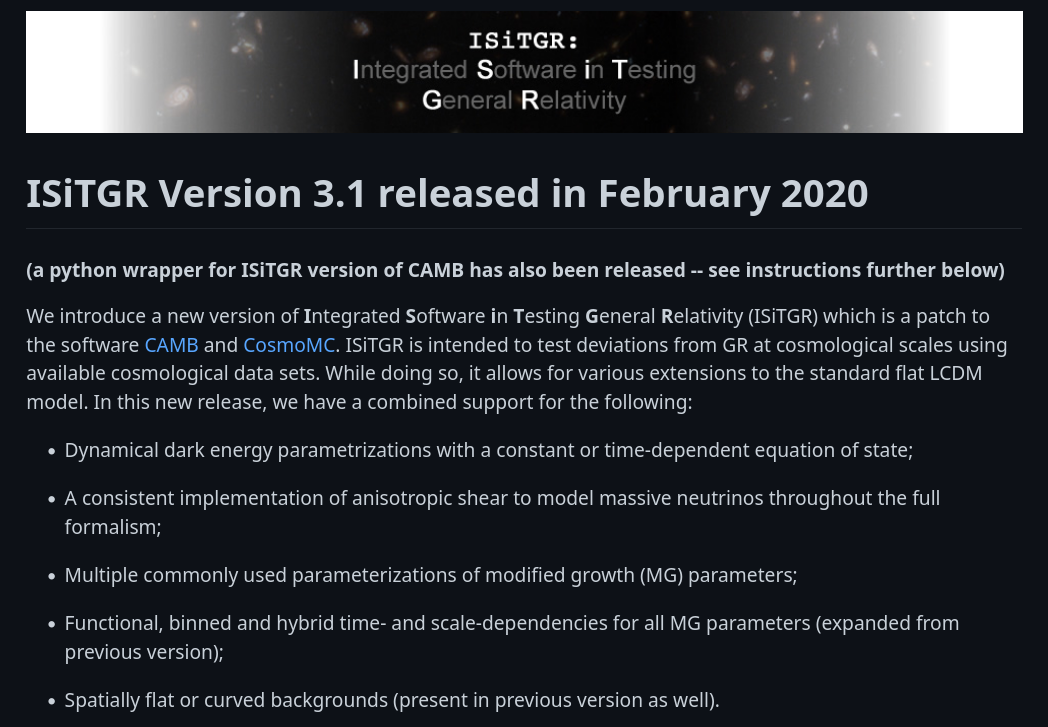 ISiTGR:
Integrated Software in Testing
General Relativity
ISiTGR Version 3.1 released in February 2020
(a python wrapper for ISiTGR version of CAMB has also been released -- see instructions further below)
We introduce a new version of Integrated Software in Testing General Relativity (ISiTGR) which is a patch to
the software CAMB and CosmoMC. ISiTGR is intended to test deviations from GR at cosmological scales using
available cosmological data sets. While doing so, it allows for various extensions to the standard flat LCDM
model. In this new release, we have a combined support for the following:
• Dynamical dark energy parametrizations with a constant or time-dependent equation of state;
• A consistent implementation of anisotropic shear to model massive neutrinos throughout the full
formalism;
• Multiple commonly used parameterizations of modified growth (MG) parameters;
• Functional, binned and hybrid time- and scale-dependencies for all MG parameters (expanded from
previous version);
• Spatially flat or curved backgrounds (present in previous version as well).